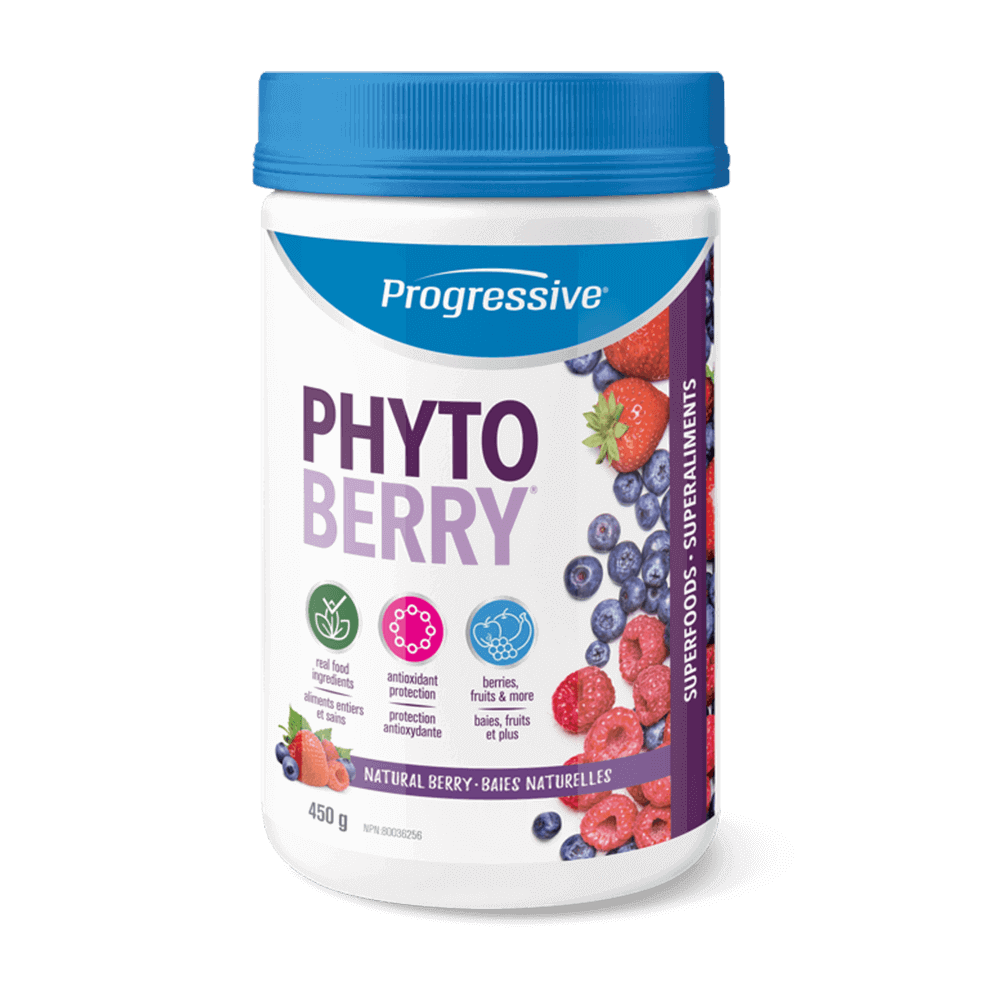 Progressive®
PHYTO
BERRY®
real food
ingredients
aliments entiers
et sains
antioxidant
protection
protection
antioxydante
berries,
fruits & more
baies, fruits
et plus
NATURAL BERRY · BAIES NATURELLES
450 g
NPN 80036256
SUPERFOODS · SUPERALIMENTS